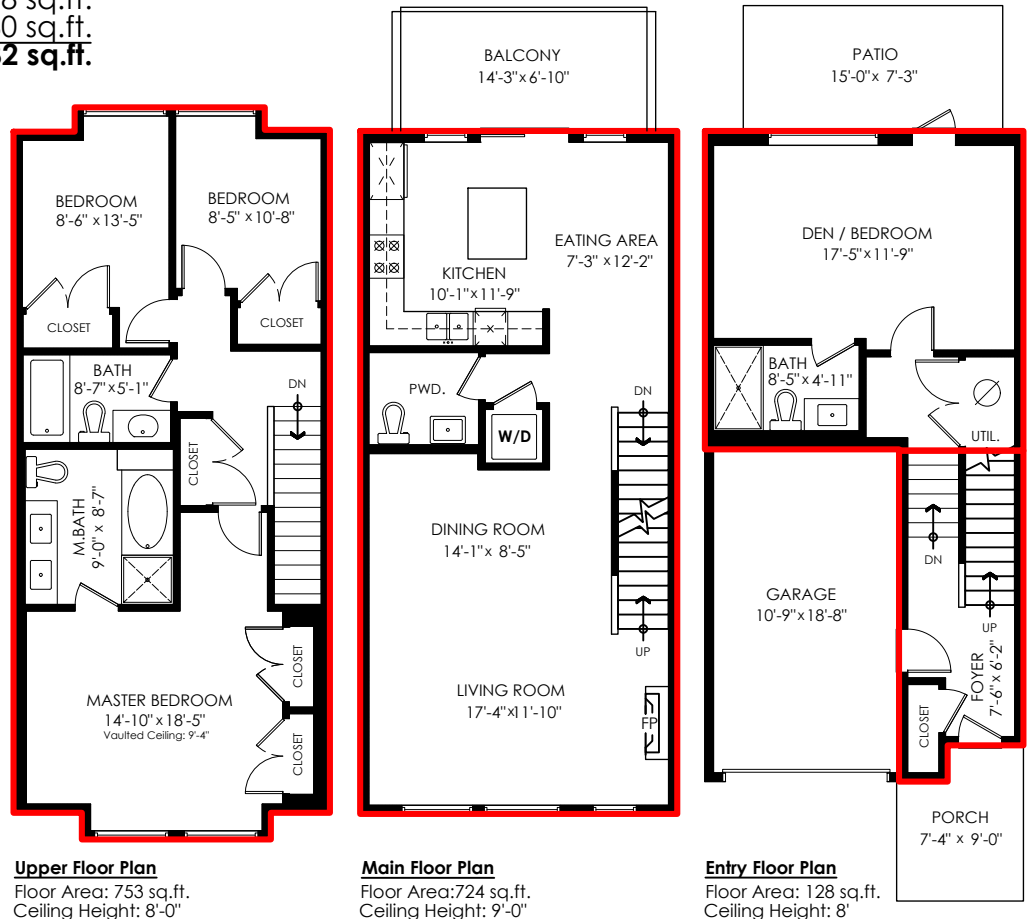 sq.ft.
0 sq.ft.
2 sq.ft.
BEDROOM
8'-6" x 13'-5"
BEDROOM
8'-5" x 10'-8"
CLOSET
CLOSET
BATH
8'-7" x 5'-1"
DN
CLOSET
M.BATH
9'-0" x 8'-7"
MASTER BEDROOM
14'-10" x 18'-5"
Vaulted Ceiling: 9'-4"
CLOSET
CLOSET
Upper Floor Plan
Floor Area: 753 sq.ft.
Ceiling Height: 8'-0"
BALCONY
14'-3" x 6'-10"
EATING AREA
7'-3" x 12'-2"
KITCHEN
10'-1" x 11'-9"
PWD.
W/D
DN
DINING ROOM
14'-1" x 8'-5"
UP
LIVING ROOM
17'-4" x 11'-10"
FP
Main Floor Plan
Floor Area:724 sq.ft.
Ceiling Height: 9'-0"
PATIO
15'-0" x 7'-3"
DEN / BEDROOM
17'-5" x 11'-9"
BATH
8'-5" x 4'-11"
UTIL.
DN
GARAGE
10'-9" x 18'-8"
UP
FOYER
7'-6" x 6'-2"
CLOSET
PORCH
7'-4" x 9'-0"
Entry Floor Plan
Floor Area: 128 sq.ft.
Ceiling Height: 8'